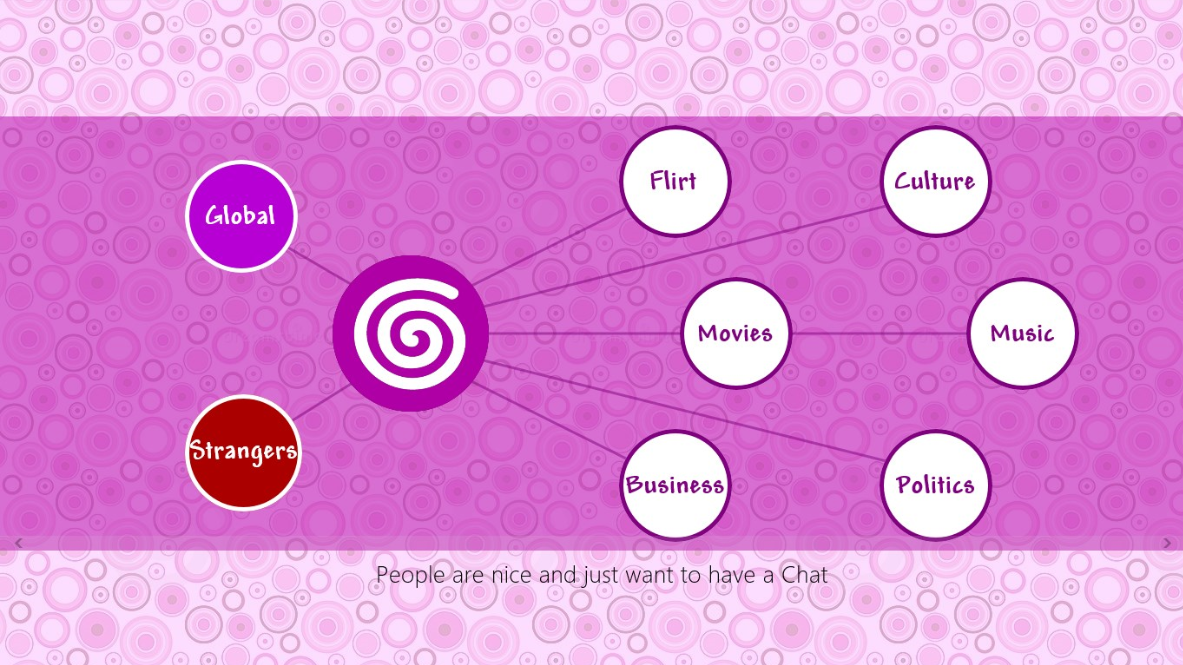 Flirt
Culture
Global
Movies
Music
Strangers
Business
Politics
People are nice and just want to have a Chat